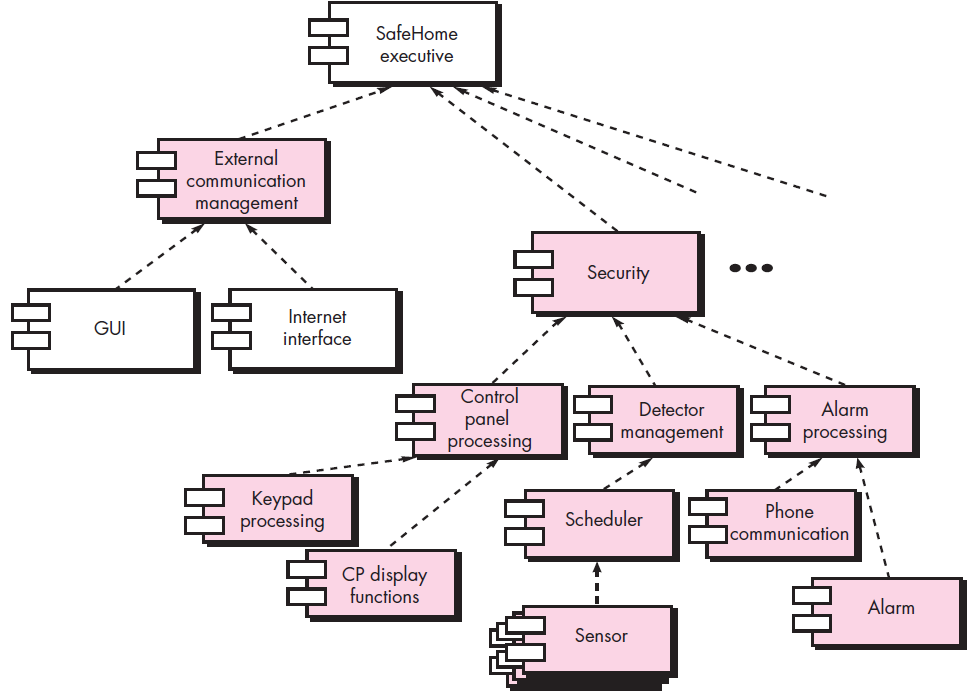 SafeHome
executive
External
communication
management
Security
GUI
Internet
interface
Control
panel
processing
Detector
management
Alarm
processing
Keypad
processing
Scheduler
Phone
communication
CP display
functions
Sensor
Alarm